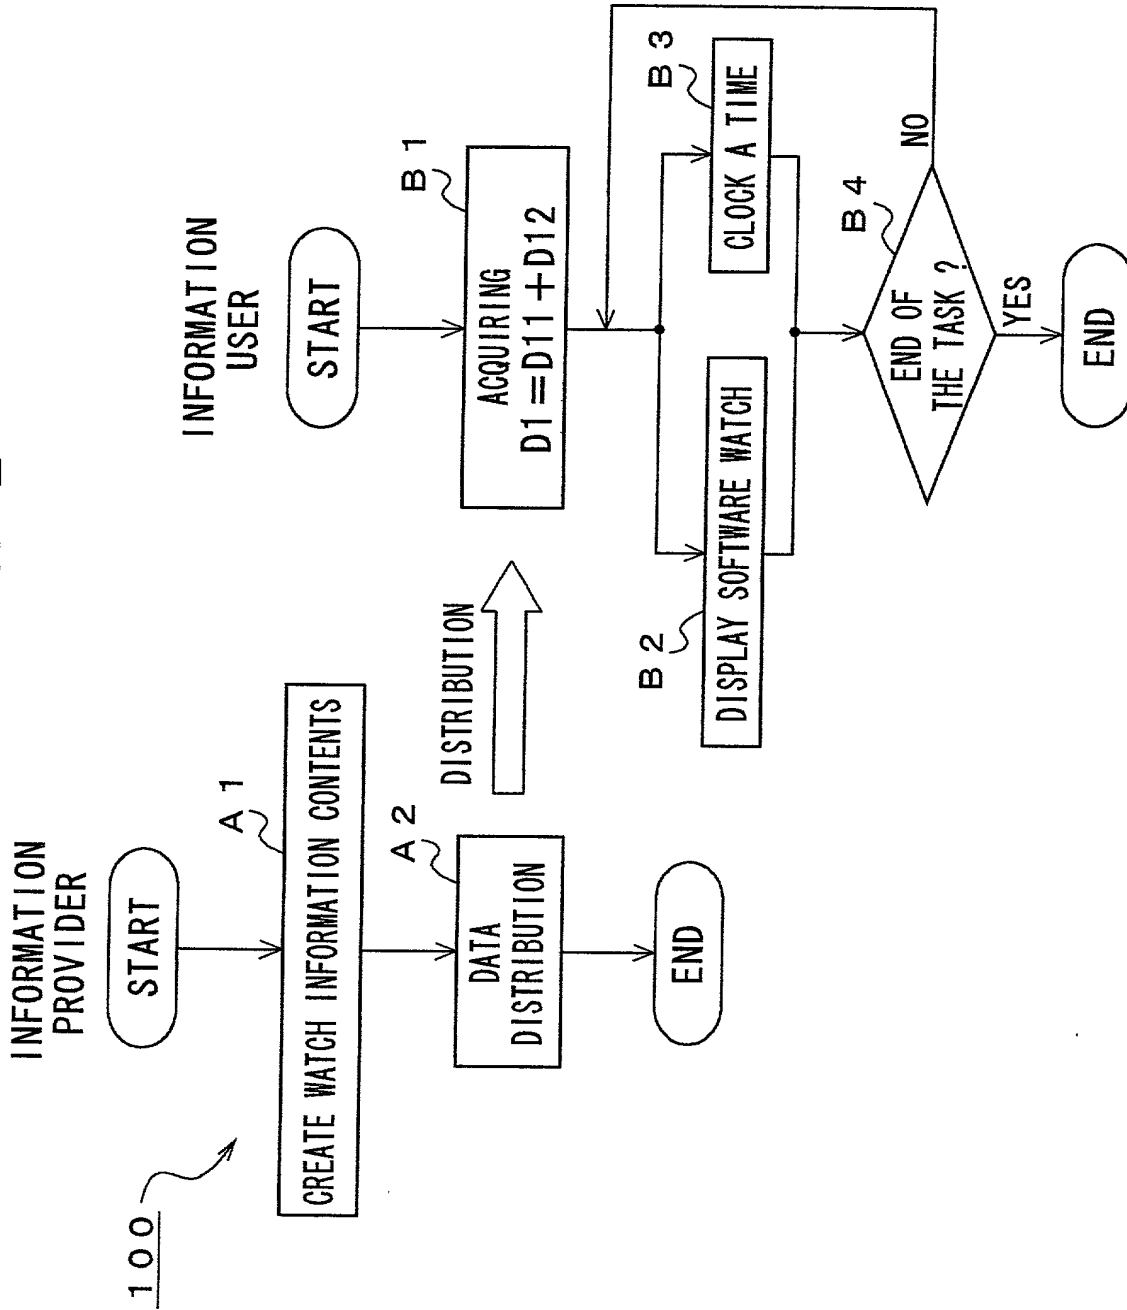 100
INFORMATION
PROVIDER
START
A1
CREATE WATCH INFORMATION CONTENTS
A2
DATA
DISTRIBUTION
END
DISTRIBUTION
INFORMATION
USER
START
B1
ACQUIRING
D1=D11+D12
B2
DISPLAY SOFTWARE WATCH
B3
CLOCK A TIME
B4
END OF
THE TASK ?
NO
YES
END